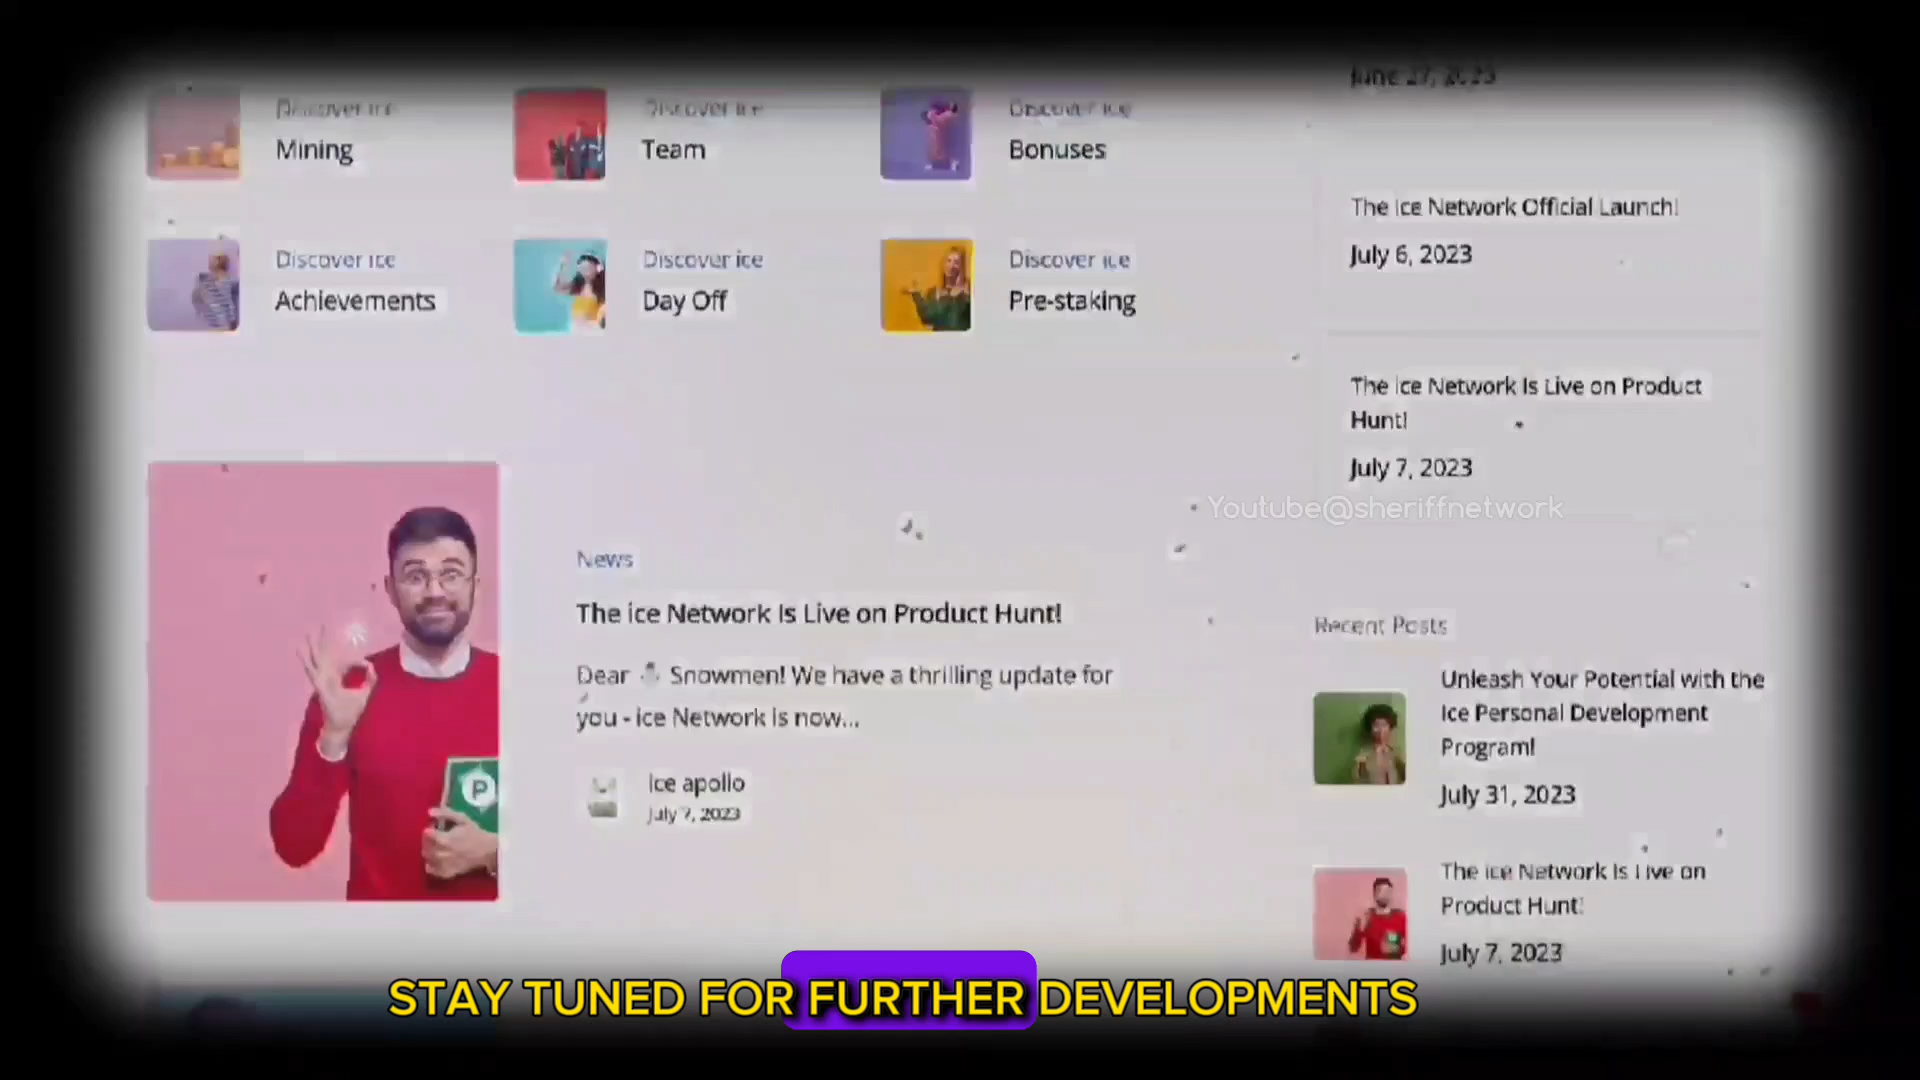 June 27, 2023
Discover ice
Mining
Discover ice
Team
Discover ice
Bonuses
Discover ice
Achievements
Discover ice
Day Off
Discover ice
Pre-staking
The ice Network Official Launch!
July 6, 2023
The ice Network Is Live on Product
Hunt!
July 7, 2023
Youtube@sheriffnetwork
News
The ice Network Is Live on Product Hunt!
Dear ⛄ Snowmen! We have a thrilling update for
you - ice Network is now...
ice apollo
July 7, 2023
P
Recent Posts
Unleash Your Potential with the
Ice Personal Development
Program!
July 31, 2023
The ice Network Is Live on
Product Hunt!
July 7, 2023
STAY TUNED FOR FURTHER DEVELOPMENTS